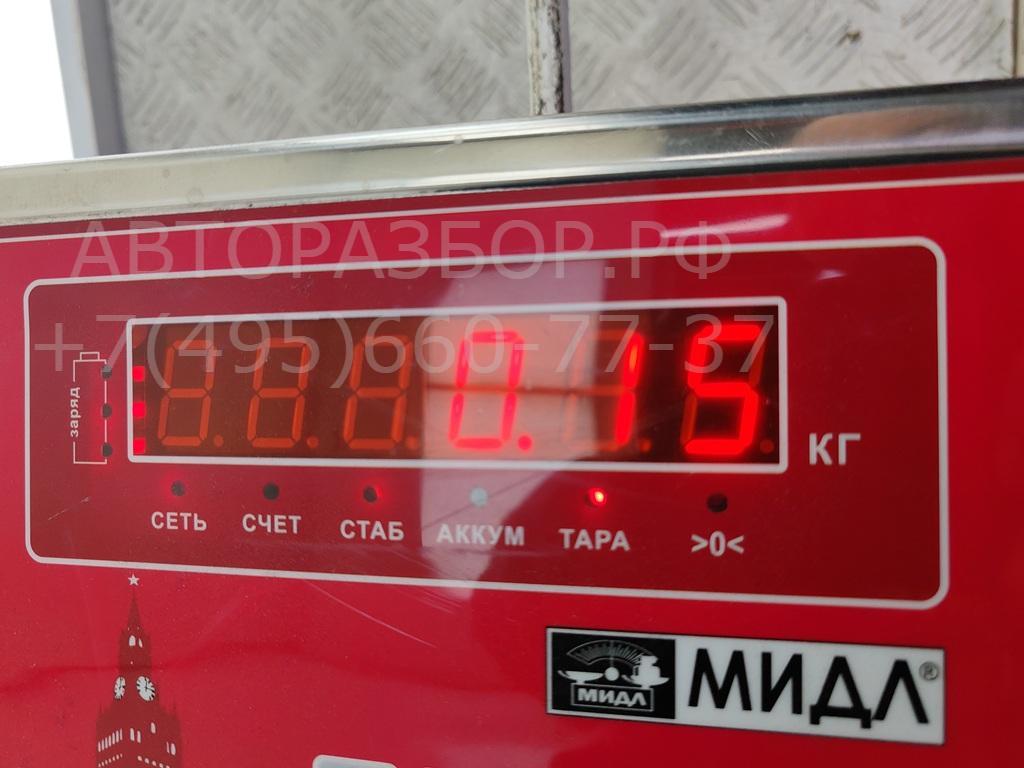 АВТОРАЗБОР.РФ
+7(495)660-77-37
заряд
0.15
КГ
СЕТЬ СЧЕТ СТАБ АККУМ ТАРА >0<
МИДЛ
МИДЛ®